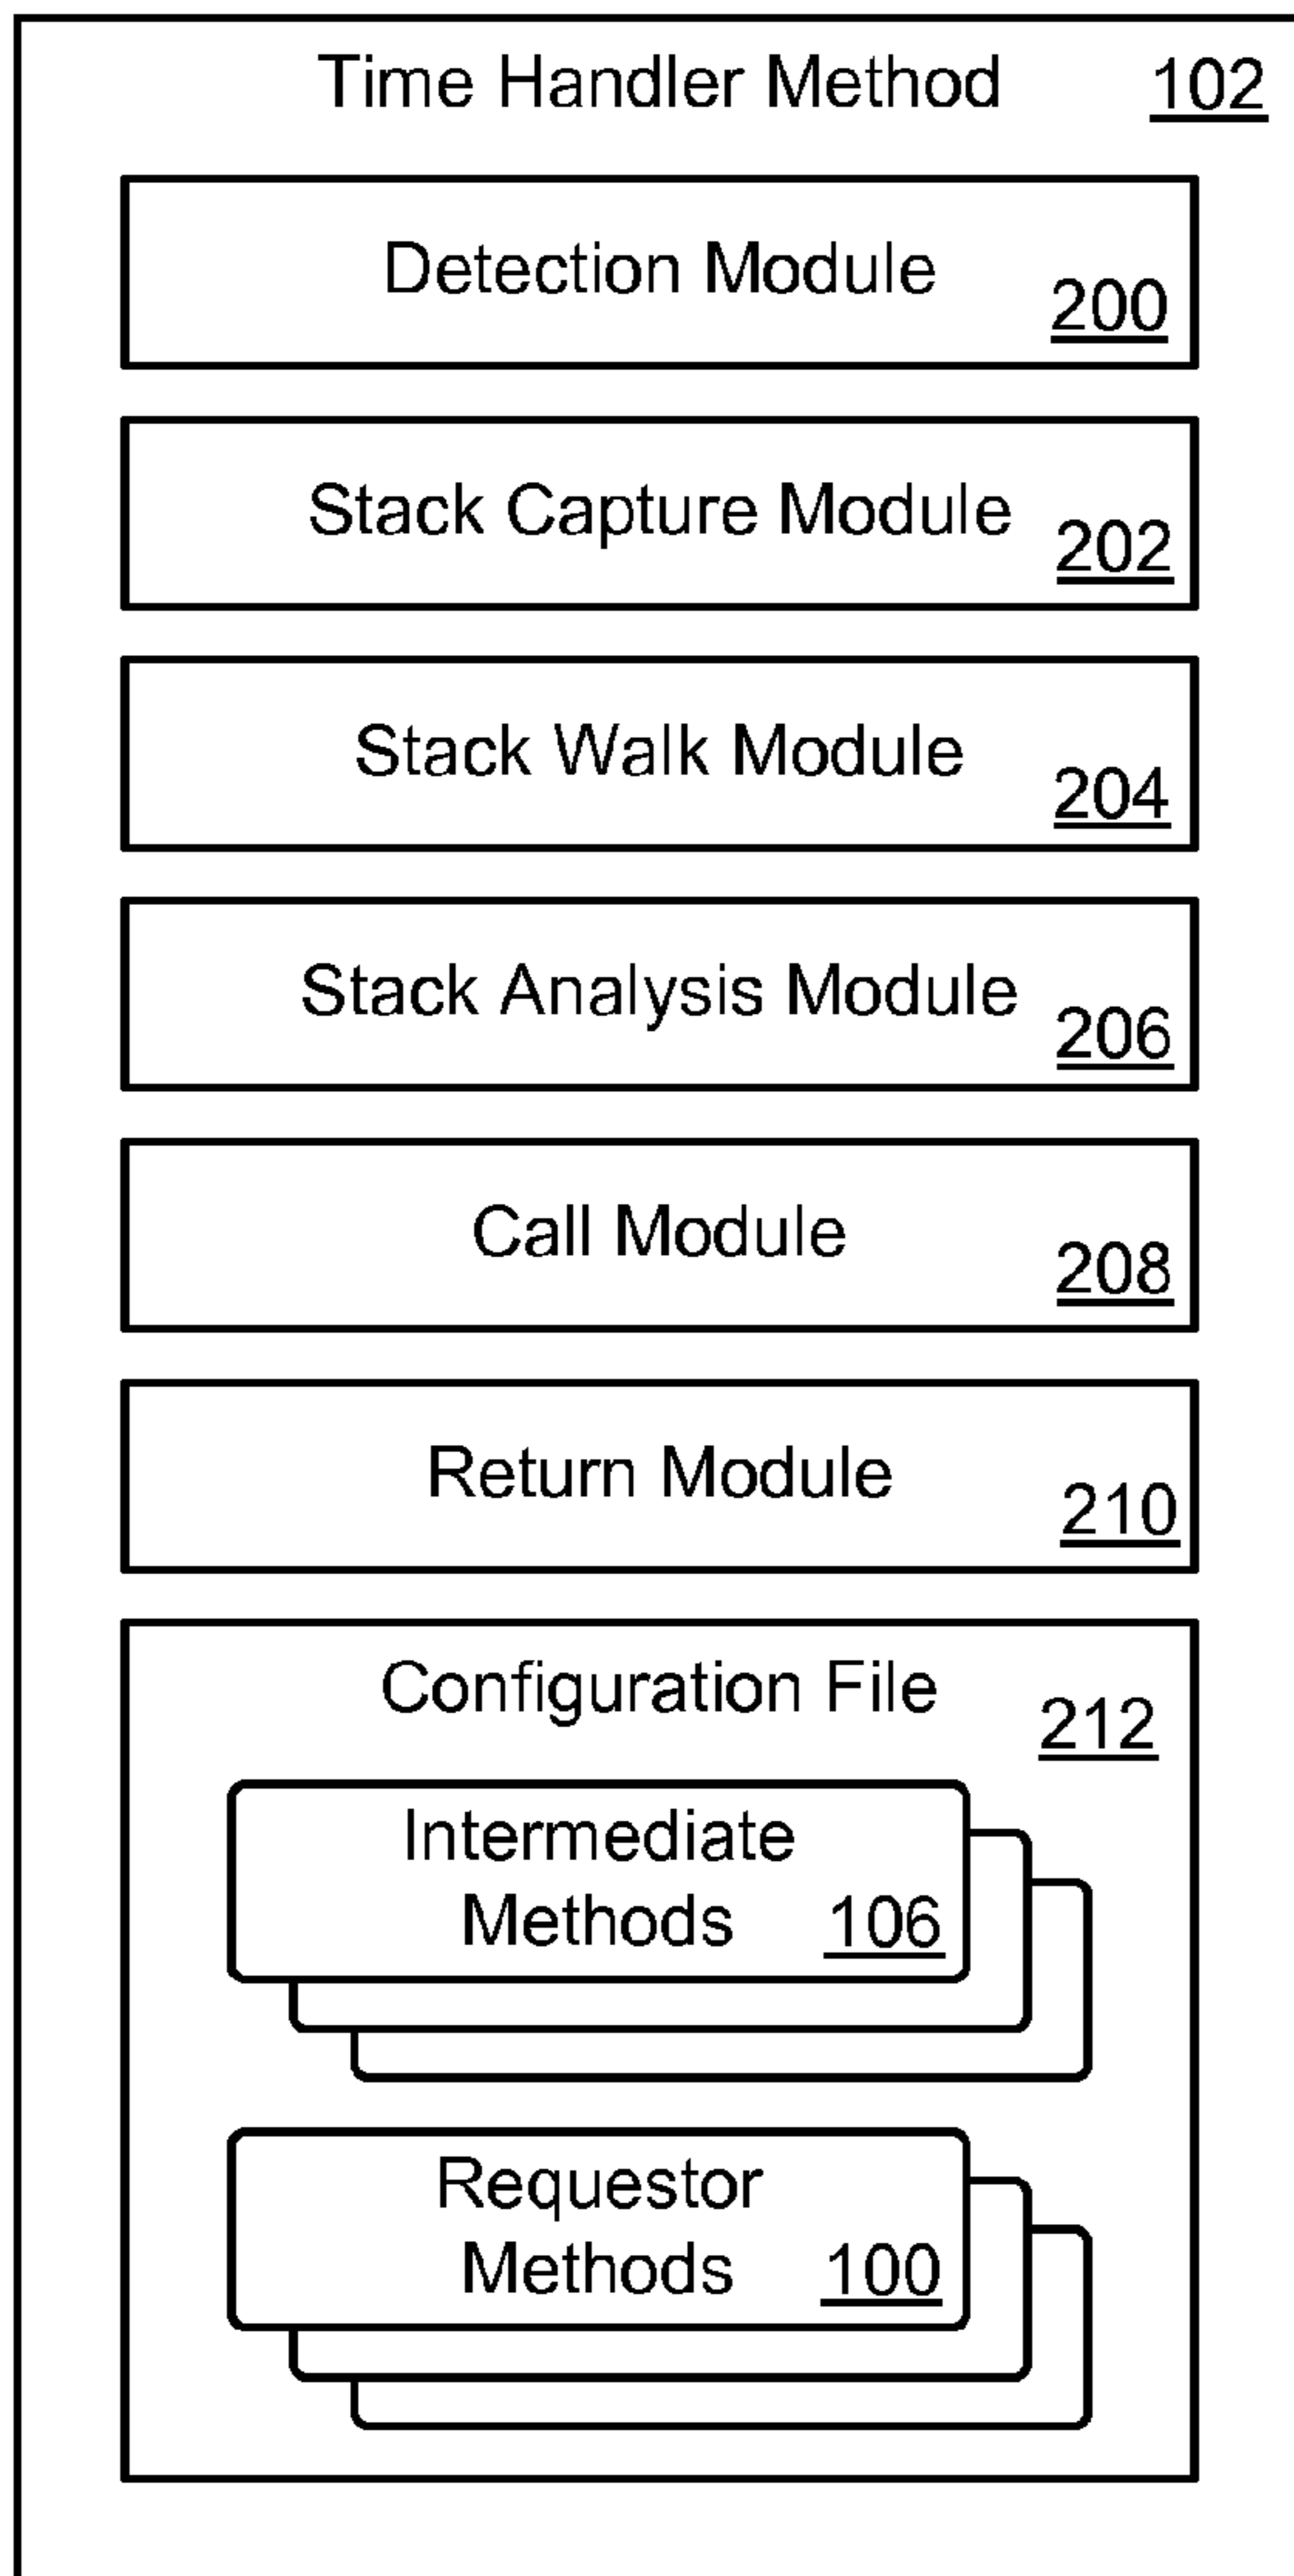 Time Handler Method 102
Detection Module 200
Stack Capture Module 202
Stack Walk Module 204
Stack Analysis Module 206
Call Module 208
Return Module 210
Configuration File 212
Intermediate
Methods 106
Requestor
Methods 100